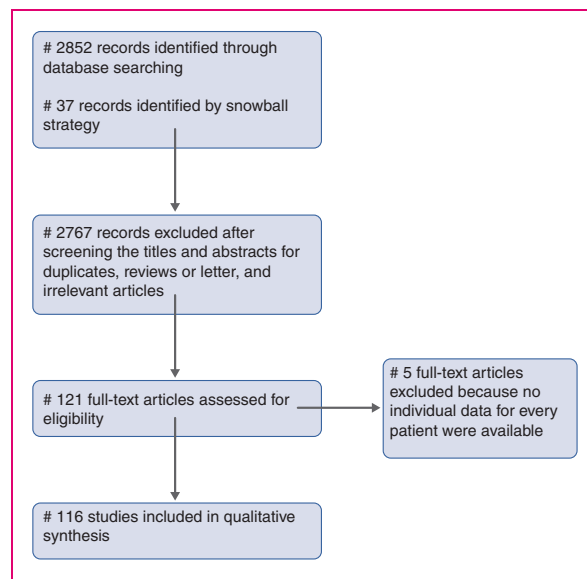 # 2852 records identified through
database searching
# 37 records identified by snowball
strategy
# 2767 records excluded after
screening the titles and abstracts for
duplicates, reviews or letter, and
irrelevant articles
# 121 full-text articles assessed for
eligibility
# 5 full-text articles
excluded because no
individual data for every
patient were available
# 116 studies included in qualitative
synthesis